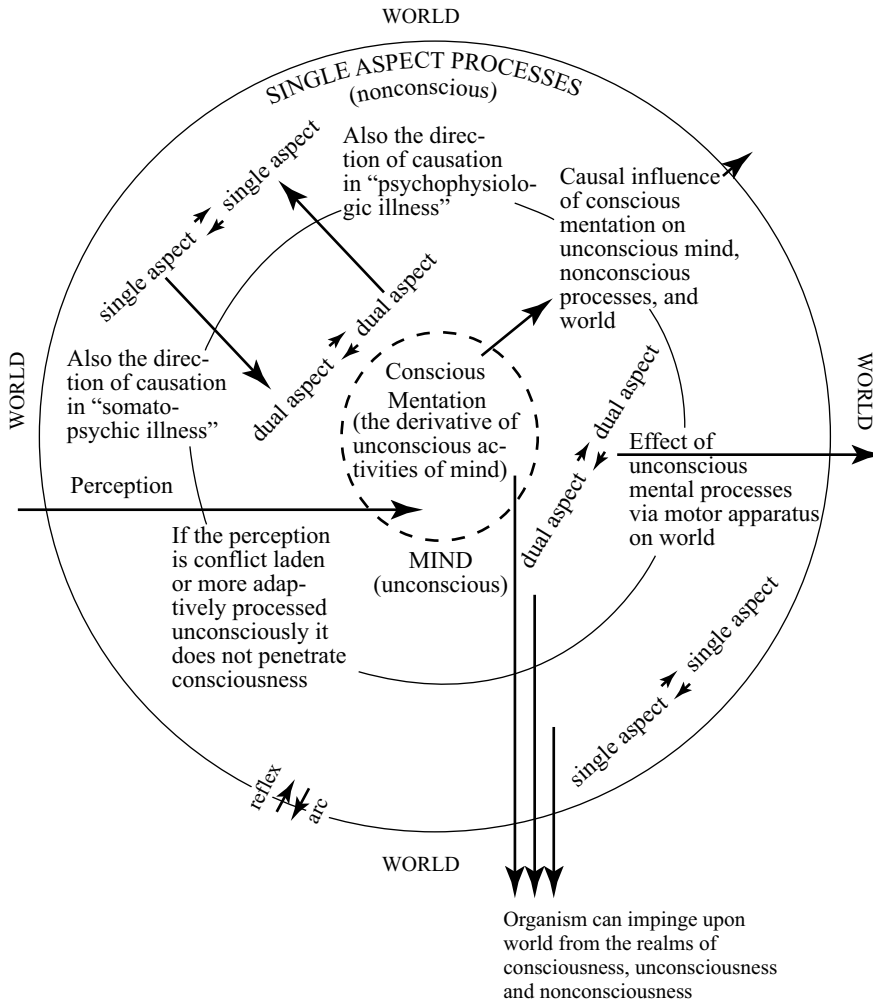 WORLD
SINGLE ASPECT PROCESSES
(nonconscious)
Also the direc-
tion of causation
in “psychophysiolo-
gic illness”
single aspect
single aspect
Causal influence
of conscious
mentation on
unconscious mind,
nonconscious
processes, and
world
dual aspect
dual aspect
WORLD
Also the direc-
tion of causation
in “somato-
psychic illness”
Conscious
Mentation
(the derivative of
unconscious ac-
tivities of mind)
dual aspect
dual aspect
WORLD
Effect of
unconscious
mental processes
via motor apparatus
on world
Perception
If the perception
is conflict laden
or more adap-
tively processed
unconsciously it
does not penetrate
consciousness
MIND
(unconscious)
single aspect
single aspect
reflex
arc
WORLD
Organism can impinge upon
world from the realms of
consciousness, unconsciousness
and nonconsciousness